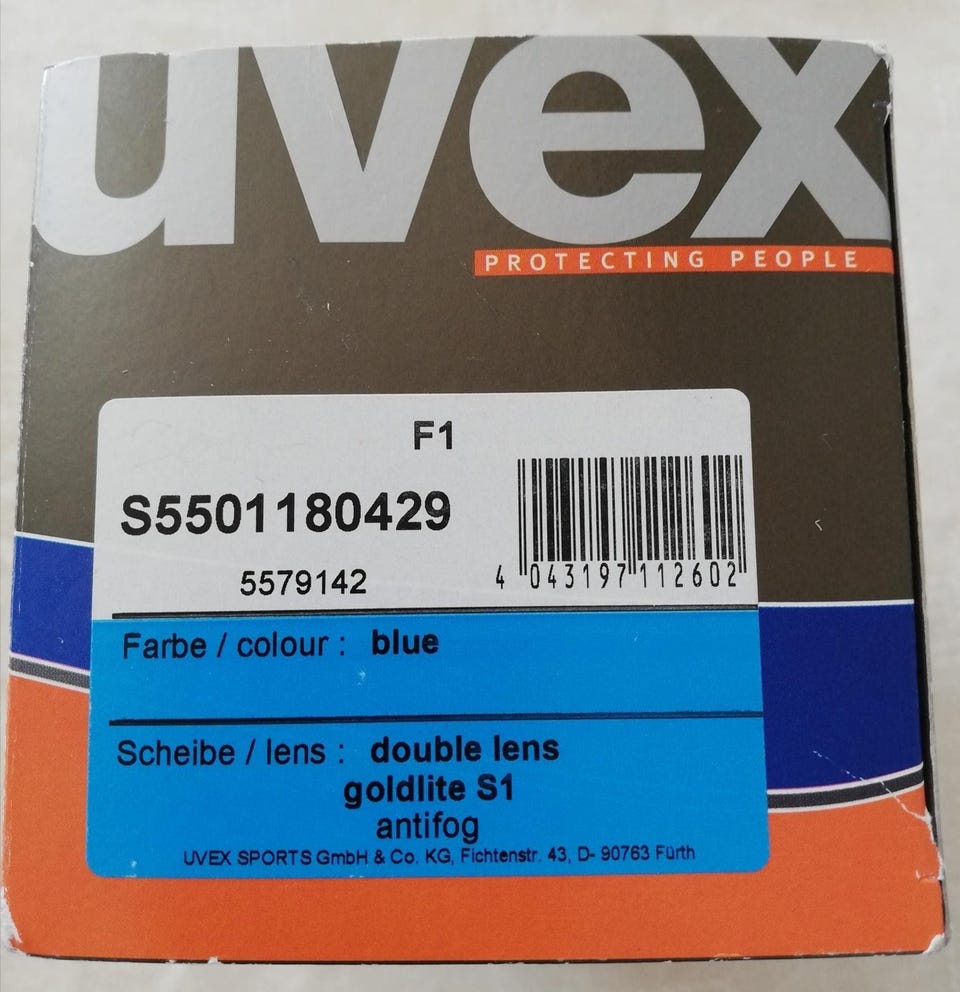 uvex
PROTECTING PEOPLE
F1
S5501180429
5579142
4 043197 112602
Farbe / colour : blue
Scheibe / lens : double lens
goldlite S1
antifog
UVEX SPORTS GmbH & Co. KG, Fichtenstr. 43, D- 90763 Fürth